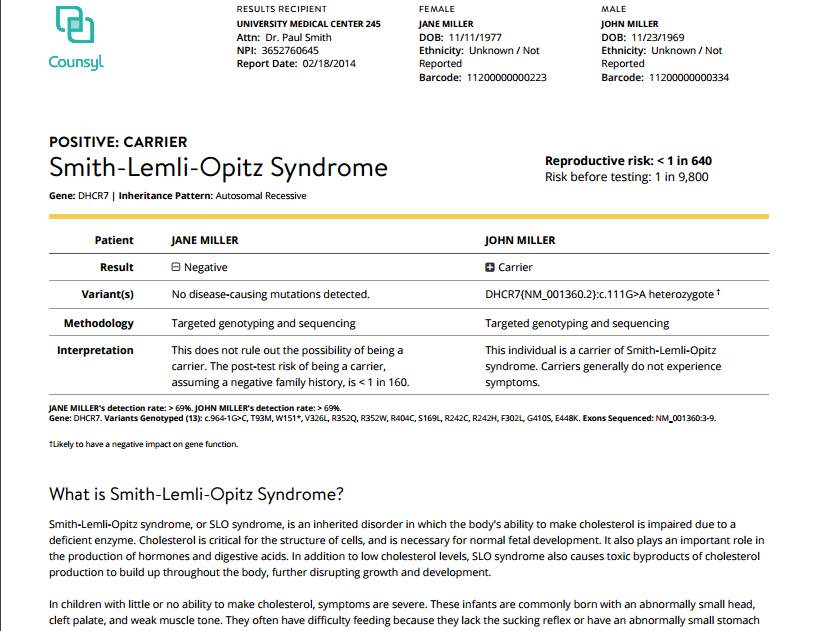 Counsyl
RESULTS RECIPIENT
UNIVERSITY MEDICAL CENTER 245
Attn: Dr. Paul Smith
NPI: 3652760645
Report Date: 02/18/2014
FEMALE
JANE MILLER
DOB: 11/11/1977
Ethnicity: Unknown / Not
Reported
Barcode: 11200000000223
MALE
JOHN MILLER
DOB: 11/23/1969
Ethnicity: Unknown / Not
Reported
Barcode: 11200000000334
POSITIVE: CARRIER
Smith-Lemli-Opitz Syndrome
Gene: DHCR7 | Inheritance Pattern: Autosomal Recessive
Reproductive risk: < 1 in 640
Risk before testing: 1 in 9,800
Patient JANE MILLER JOHN MILLER
Result Negative Carrier
Variant(s) No disease-causing mutations detected. DHCR7{NM_001360.2}:c.111G>A heterozygote †
Methodology Targeted genotyping and sequencing Targeted genotyping and sequencing
Interpretation This does not rule out the possibility of being a This individual is a carrier of Smith-Lemli-Opitz
carrier. The post-test risk of being a carrier, syndrome. Carriers generally do not experience
assuming a negative family history, is < 1 in 160. symptoms.
JANE MILLER's detection rate: > 69%. JOHN MILLER's detection rate: > 69%.
Gene: DHCR7. Variants Genotyped (13): c.964-1G>C, T93M, W151*, V326L, R352Q, R352W, R404C, S169L, R242C, R242H, F302L, G410S, E448K. Exons Sequenced: NM_001360:3-9.
†Likely to have a negative impact on gene function.
What is Smith-Lemli-Opitz Syndrome?
Smith-Lemli-Opitz syndrome, or SLO syndrome, is an inherited disorder in which the body's ability to make cholesterol is impaired due to a
deficient enzyme. Cholesterol is critical for the structure of cells, and is necessary for normal fetal development. It also plays an important role in
the production of hormones and digestive acids. In addition to low cholesterol levels, SLO syndrome also causes toxic byproducts of cholesterol
production to build up throughout the body, further disrupting growth and development.
In children with little or no ability to make cholesterol, symptoms are severe. These infants are commonly born with an abnormally small head,
cleft palate, and weak muscle tone. They often have difficulty feeding because they lack the sucking reflex or have an abnormally small stomach